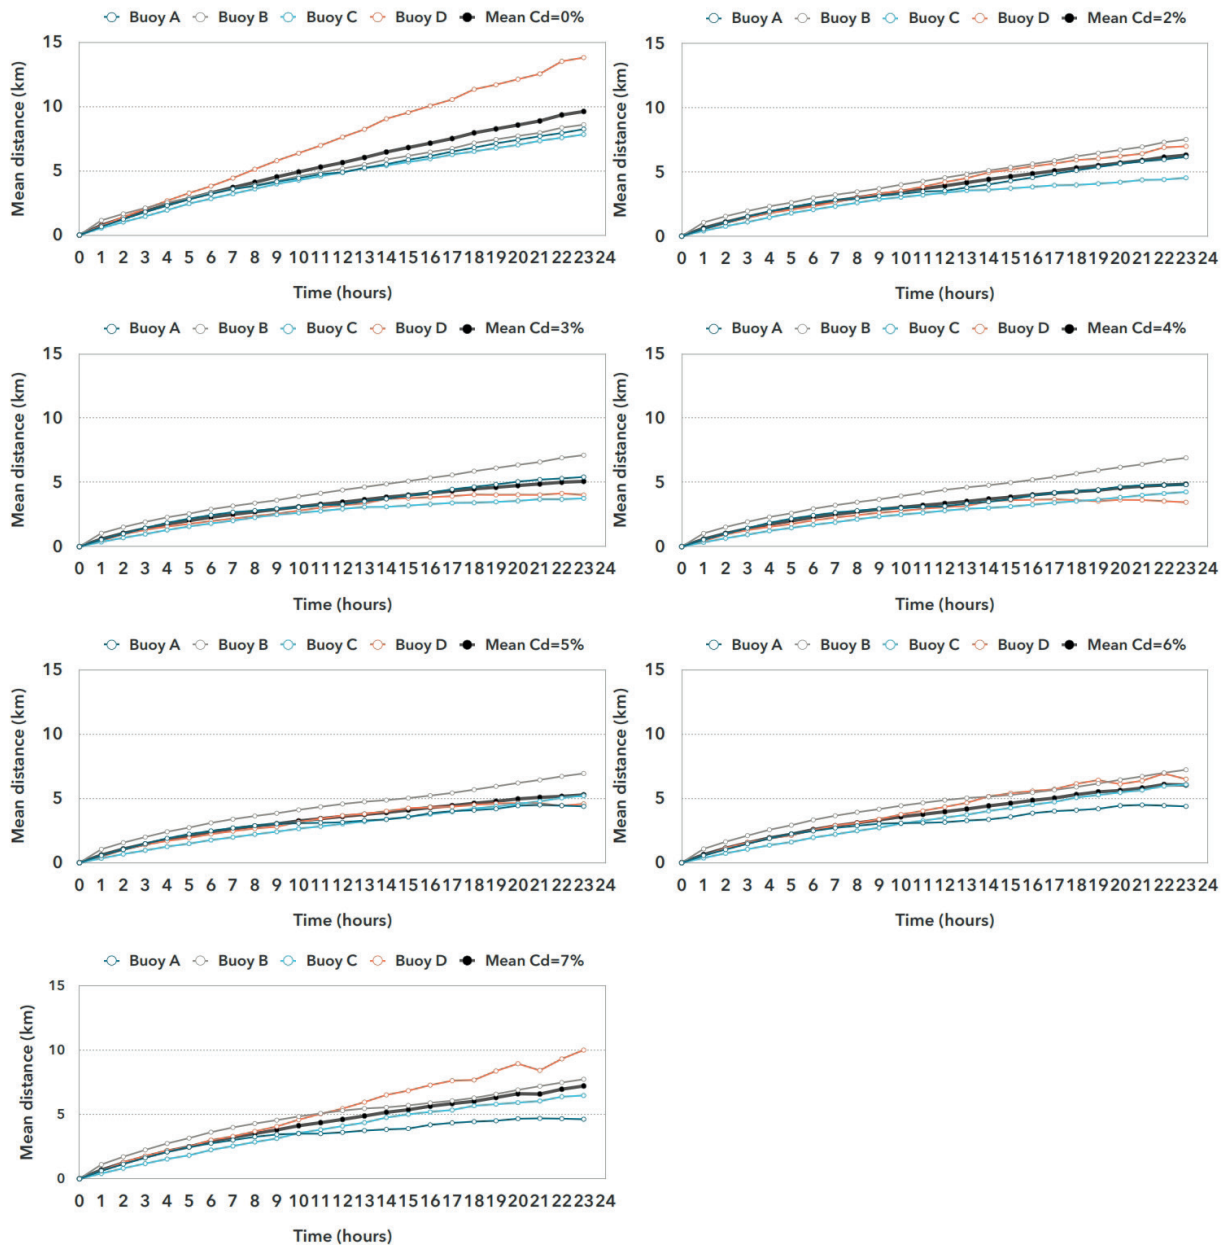 Buoy A Buoy B Buoy C Buoy D Mean Cd=0%
Mean distance (km)
15
10
5
0
0 1 2 3 4 5 6 7 8 9 10 11 12 13 14 15 16 17 18 19 20 21 22 23 24
Time (hours)
Buoy A Buoy B Buoy C Buoy D Mean Cd=2%
Mean distance (km)
15
10
5
0
0 1 2 3 4 5 6 7 8 9 10 11 12 13 14 15 16 17 18 19 20 21 22 23 24
Time (hours)
Buoy A Buoy B Buoy C Buoy D Mean Cd=3%
Mean distance (km)
15
10
5
0
0 1 2 3 4 5 6 7 8 9 10 11 12 13 14 15 16 17 18 19 20 21 22 23 24
Time (hours)
Buoy A Buoy B Buoy C Buoy D Mean Cd=4%
Mean distance (km)
15
10
5
0
0 1 2 3 4 5 6 7 8 9 10 11 12 13 14 15 16 17 18 19 20 21 22 23 24
Time (hours)
Buoy A Buoy B Buoy C Buoy D Mean Cd=5%
Mean distance (km)
15
10
5
0
0 1 2 3 4 5 6 7 8 9 10 11 12 13 14 15 16 17 18 19 20 21 22 23 24
Time (hours)
Buoy A Buoy B Buoy C Buoy D Mean Cd=6%
Mean distance (km)
15
10
5
0
0 1 2 3 4 5 6 7 8 9 10 11 12 13 14 15 16 17 18 19 20 21 22 23 24
Time (hours)
Buoy A Buoy B Buoy C Buoy D Mean Cd=7%
Mean distance (km)
15
10
5
0
0 1 2 3 4 5 6 7 8 9 10 11 12 13 14 15 16 17 18 19 20 21 22 23 24
Time (hours)